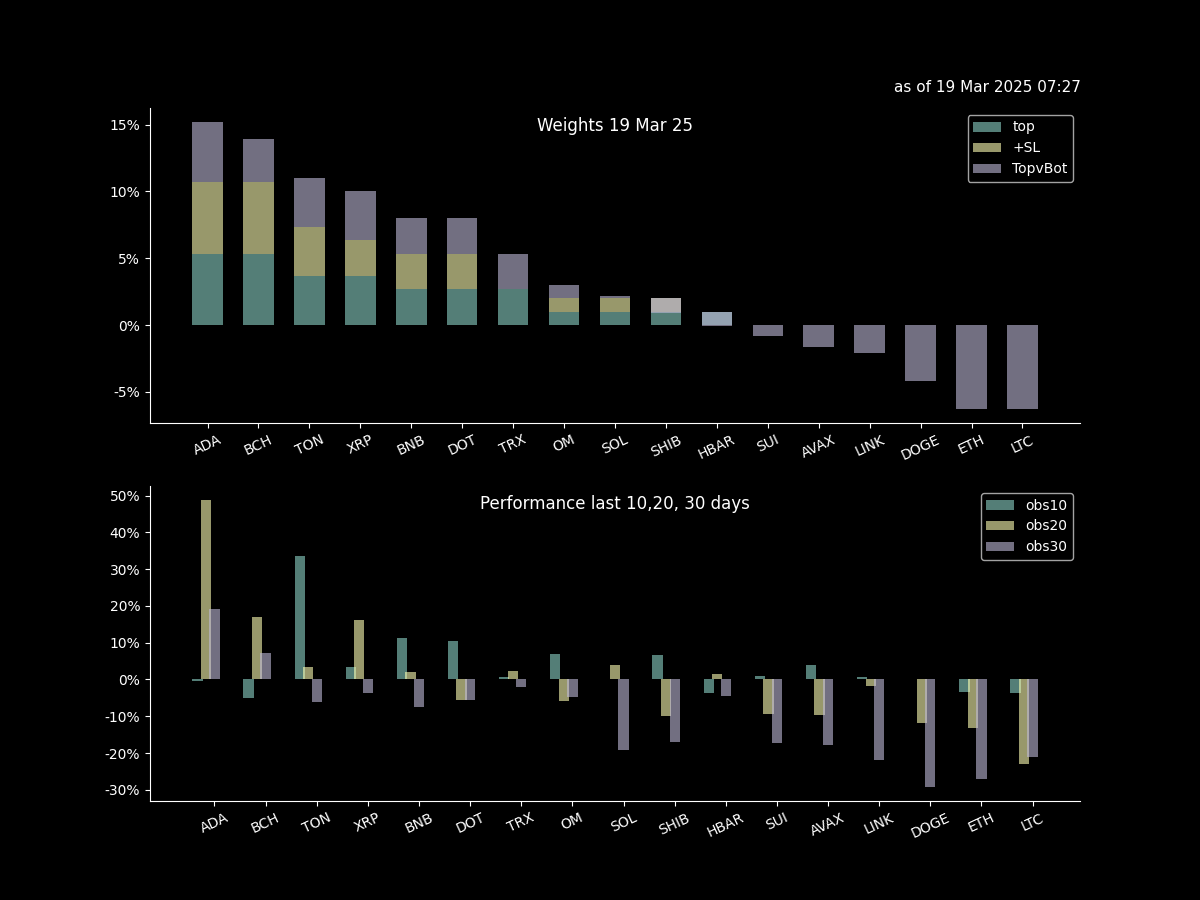 as of 19 Mar 2025 07:27
Weights 19 Mar 25
top
+SL
TopvBot
15%
10%
5%
0%
-5%
ADA BCH TON XRP BNB DOT TRX OM SOL SHIB HBAR SUI AVAX LINK DOGE ETH LTC
Performance last 10,20, 30 days
obs10
obs20
obs30
50%
40%
30%
20%
10%
0%
-10%
-20%
-30%
ADA BCH TON XRP BNB DOT TRX OM SOL SHIB HBAR SUI AVAX LINK DOGE ETH LTC